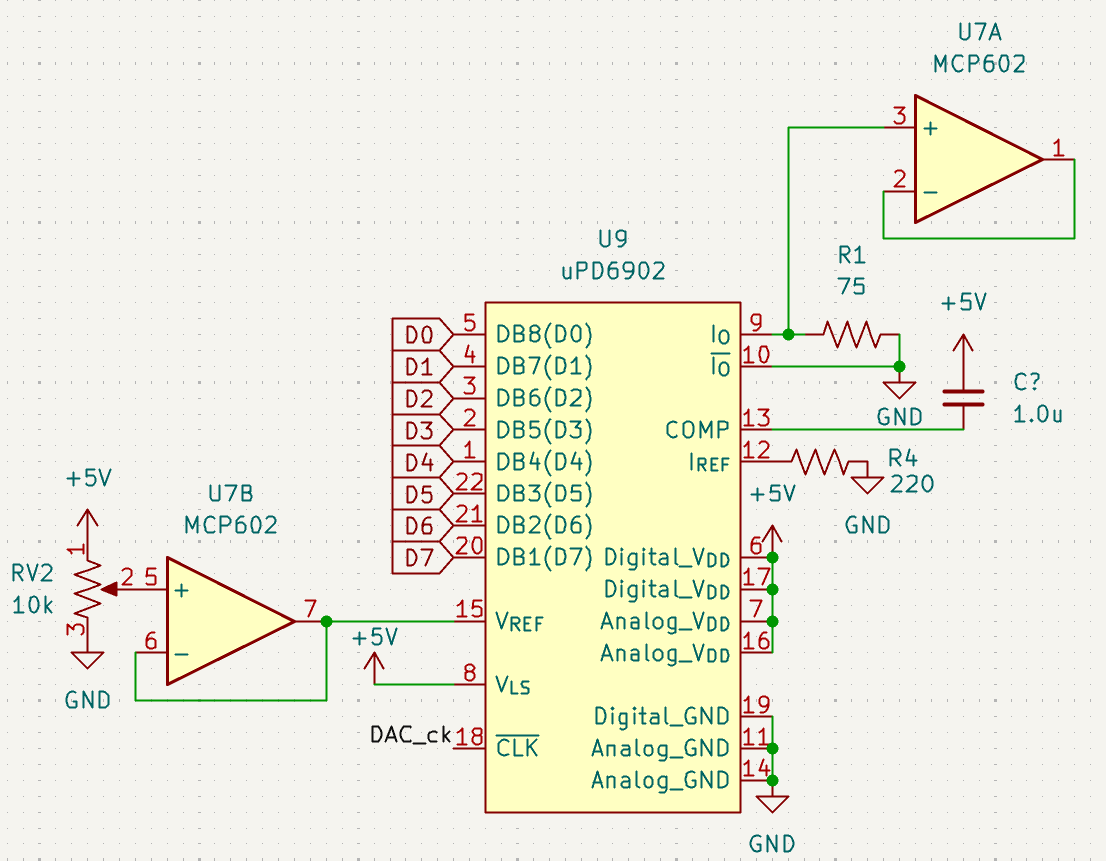 U7A
MCP602
3
+
1
2
−
U9
uPD6902
R1
75
+5V
D0
5
DB8(D0)
IO
9
D1
4
DB7(D1)
IO
10
D2
3
DB6(D2)
GND
C?
1.0u
D3
2
DB5(D3)
COMP
13
D4
1
DB4(D4)
IREF
12
R4
220
+5V
GND
D5
22
DB3(D5)
D6
21
DB2(D6)
D7
20
DB1(D7)
Digital_VDD
6
Digital_VDD
17
Analog_VDD
7
Analog_VDD
16
+5V
U7B
MCP602
RV2
10k
1
2
3
5
+
6
−
7
GND
15
VREF
+5V
8
VLS
DAC_ck
18
CLK
Digital_GND
19
Analog_GND
11
Analog_GND
14
GND